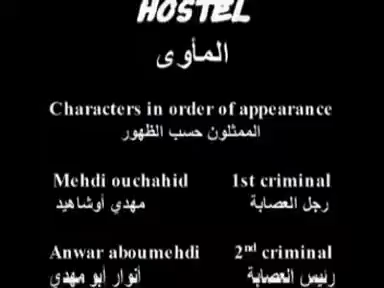 HOSTEL
المأوى
Characters in order of appearance
الممثلون حسب الظهور
Mehdi ouchahid 1st criminal
مهدي أوشاهيد رجل العصابة
Anwar aboumehdi 2nd criminal
أنوار أبو مهدي رئيس العصابة